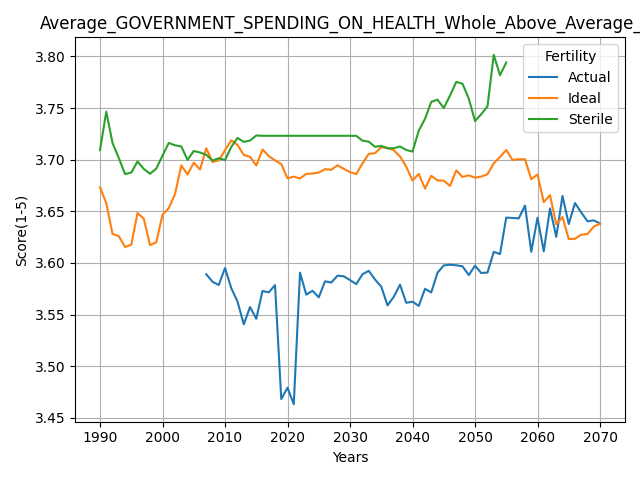 Average_GOVERNMENT_SPENDING_ON_HEALTH_Whole_Above_Average_
Fertility
Actual
Ideal
Sterile
Score(1-5)
3.80
3.75
3.70
3.65
3.60
3.55
3.50
3.45
1990 2000 2010 2020 2030 2040 2050 2060 2070
Years